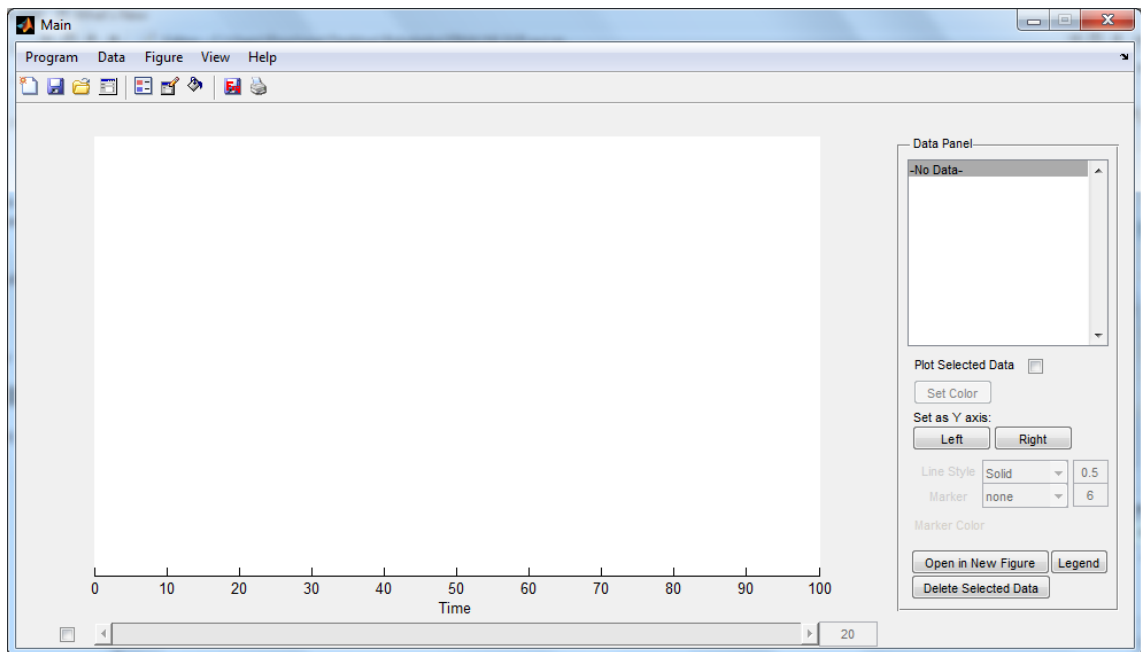 Main
Program Data Figure View Help
Data Panel
-No Data-
Plot Selected Data
Set Color
Set as Y axis:
Left Right
Line Style Solid 0.5
Marker none 6
Marker Color
Open in New Figure Legend
Delete Selected Data
0 10 20 30 40 50 60 70 80 90 100
Time
20